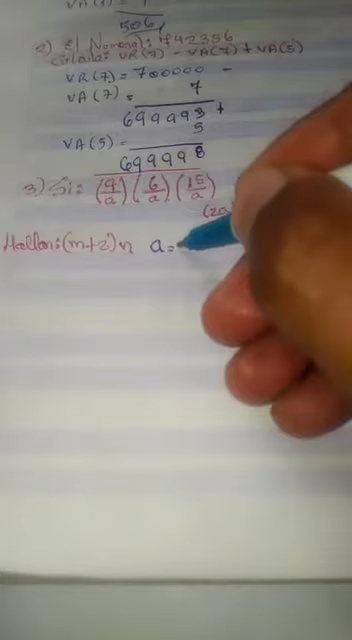 506
2) El Numeral: 742356
Calcula: VR(7) - VA(7) + VA(5)
VR(7) = 700000 -
VA(7) = 7
699993 +
VA(5) = 5
699998
3) Si: (9/a) (6/a) (15/a)
(20
Hallar: (m+2) n a =